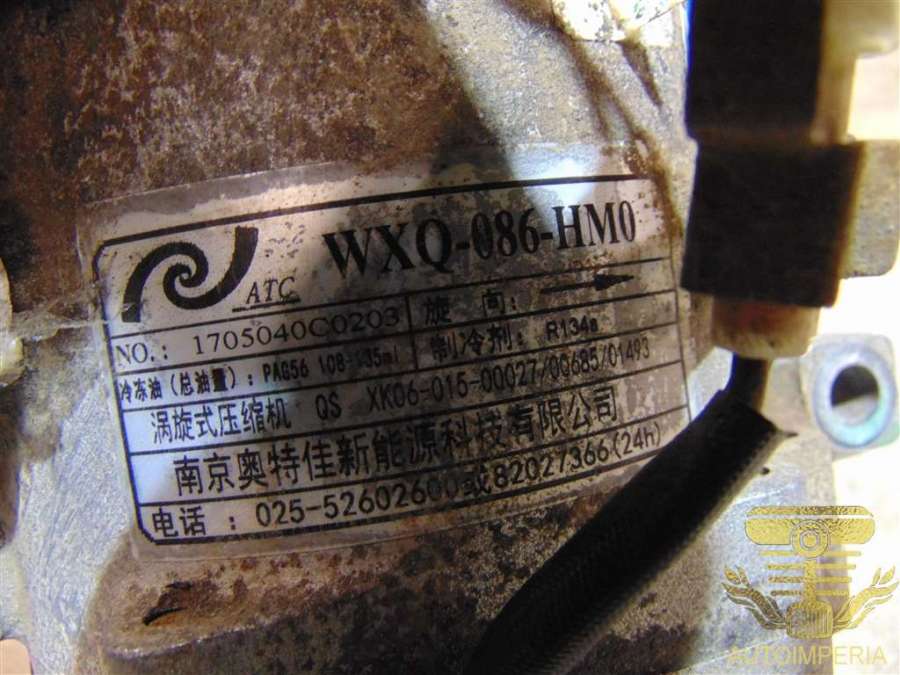 ATC WXQ-086-HM0
NO.: 1705040C0203 旋 向:
冷冻油(总油量): PAG56 108 135ml 制冷剂: R134a
涡旋式压缩机 QS XK06-015-00027/00685/01493
南京奥特佳新能源科技有限公司
电话: 025-52602600或82027366(24h)
AUTOIMPERIA